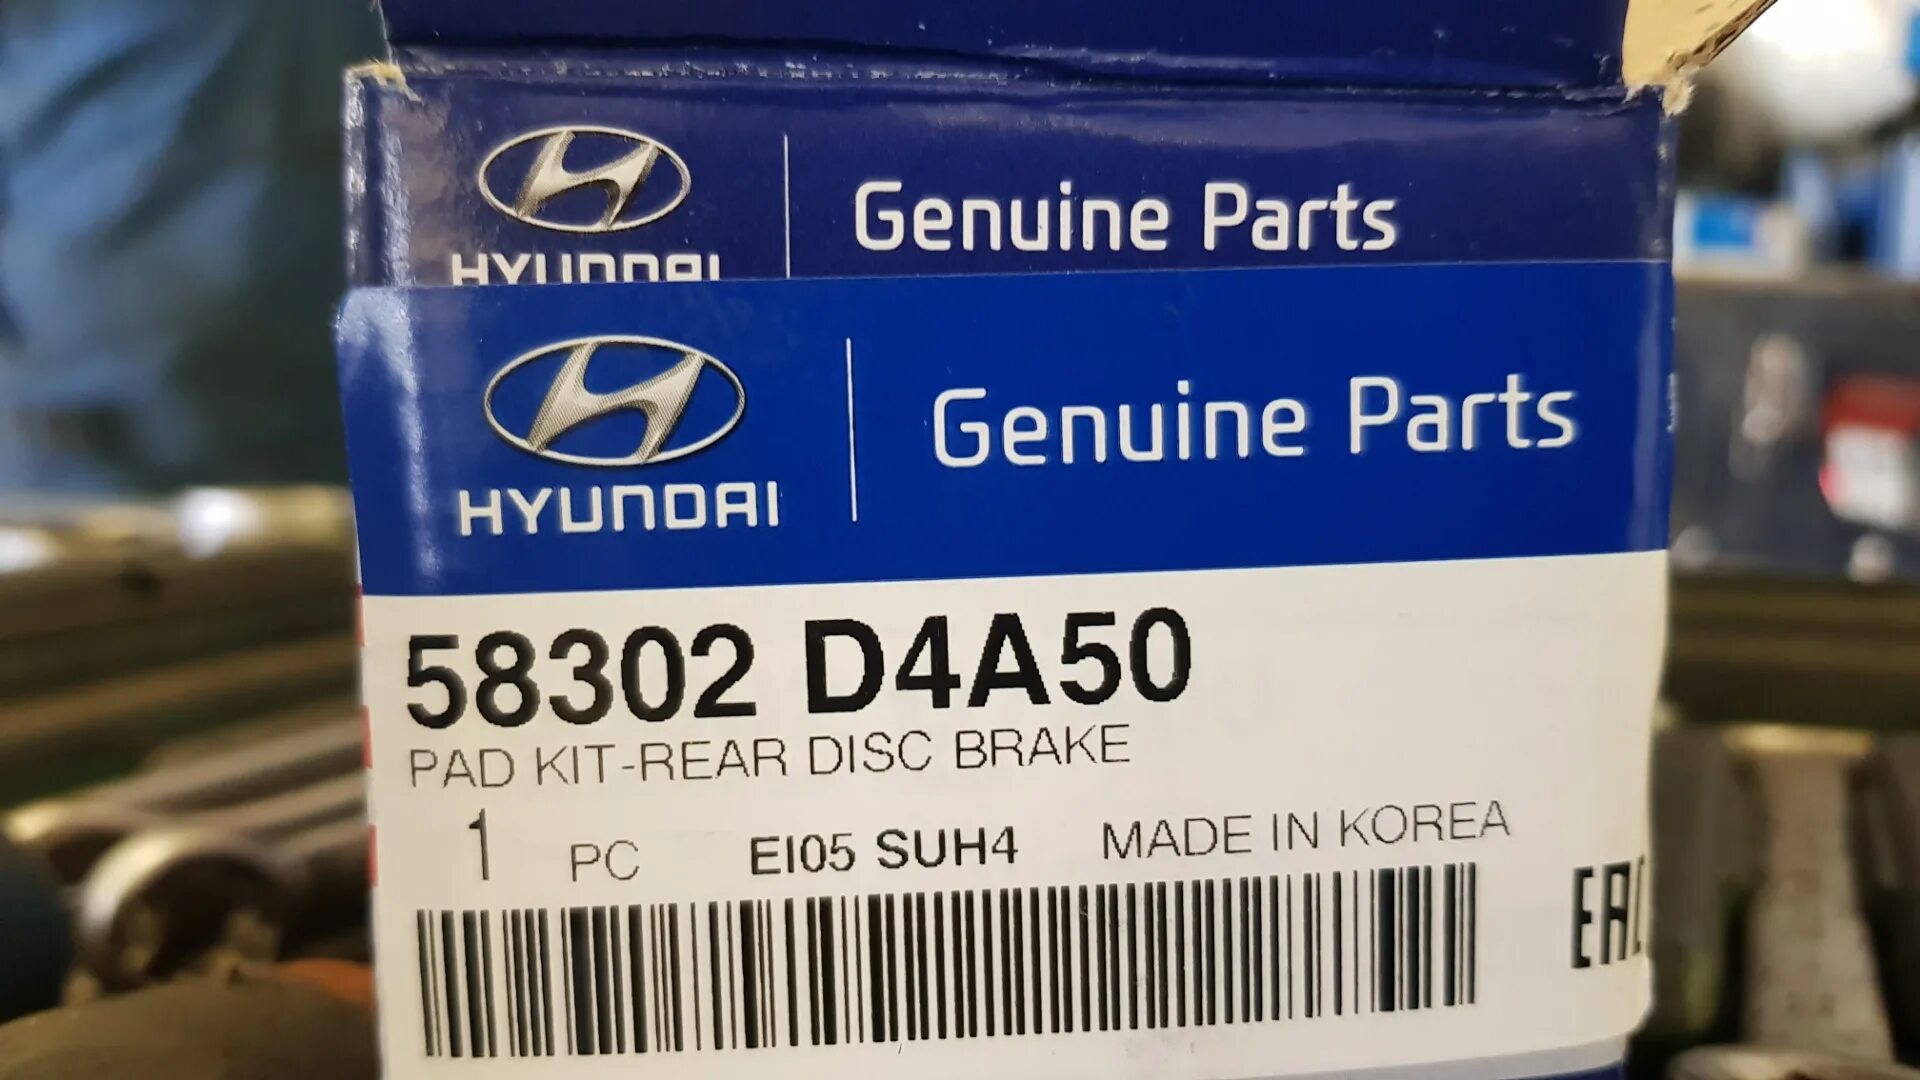 HYUNDAI
Genuine Parts
HYUNDAI
Genuine Parts
58302 D4A50
PAD KIT-REAR DISC BRAKE
1 PC EI05 SUH4 MADE IN KOREA
EAC